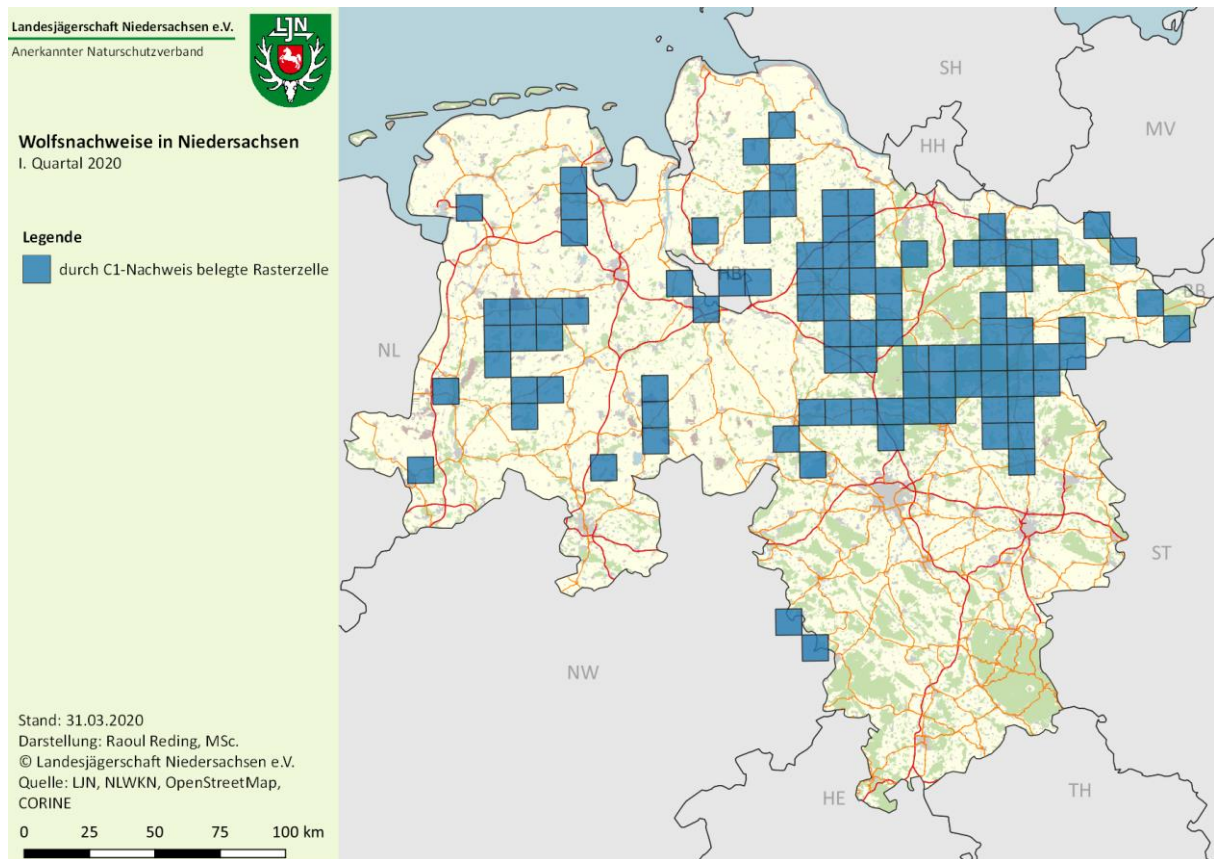 Landesjägerschaft Niedersachsen e.V.
Anerkannter Naturschutzverband
LJN
Wolfsnachweise in Niedersachsen
I. Quartal 2020
Legende
durch C1-Nachweis belegte Rasterzelle
Stand: 31.03.2020
Darstellung: Raoul Reding, MSc.
© Landesjägerschaft Niedersachsen e.V.
Quelle: LJN, NLWKN, OpenStreetMap,
CORINE
0 25 50 75 100 km
SH
MV
HH
HB
BB
NL
ST
NW
HE
TH